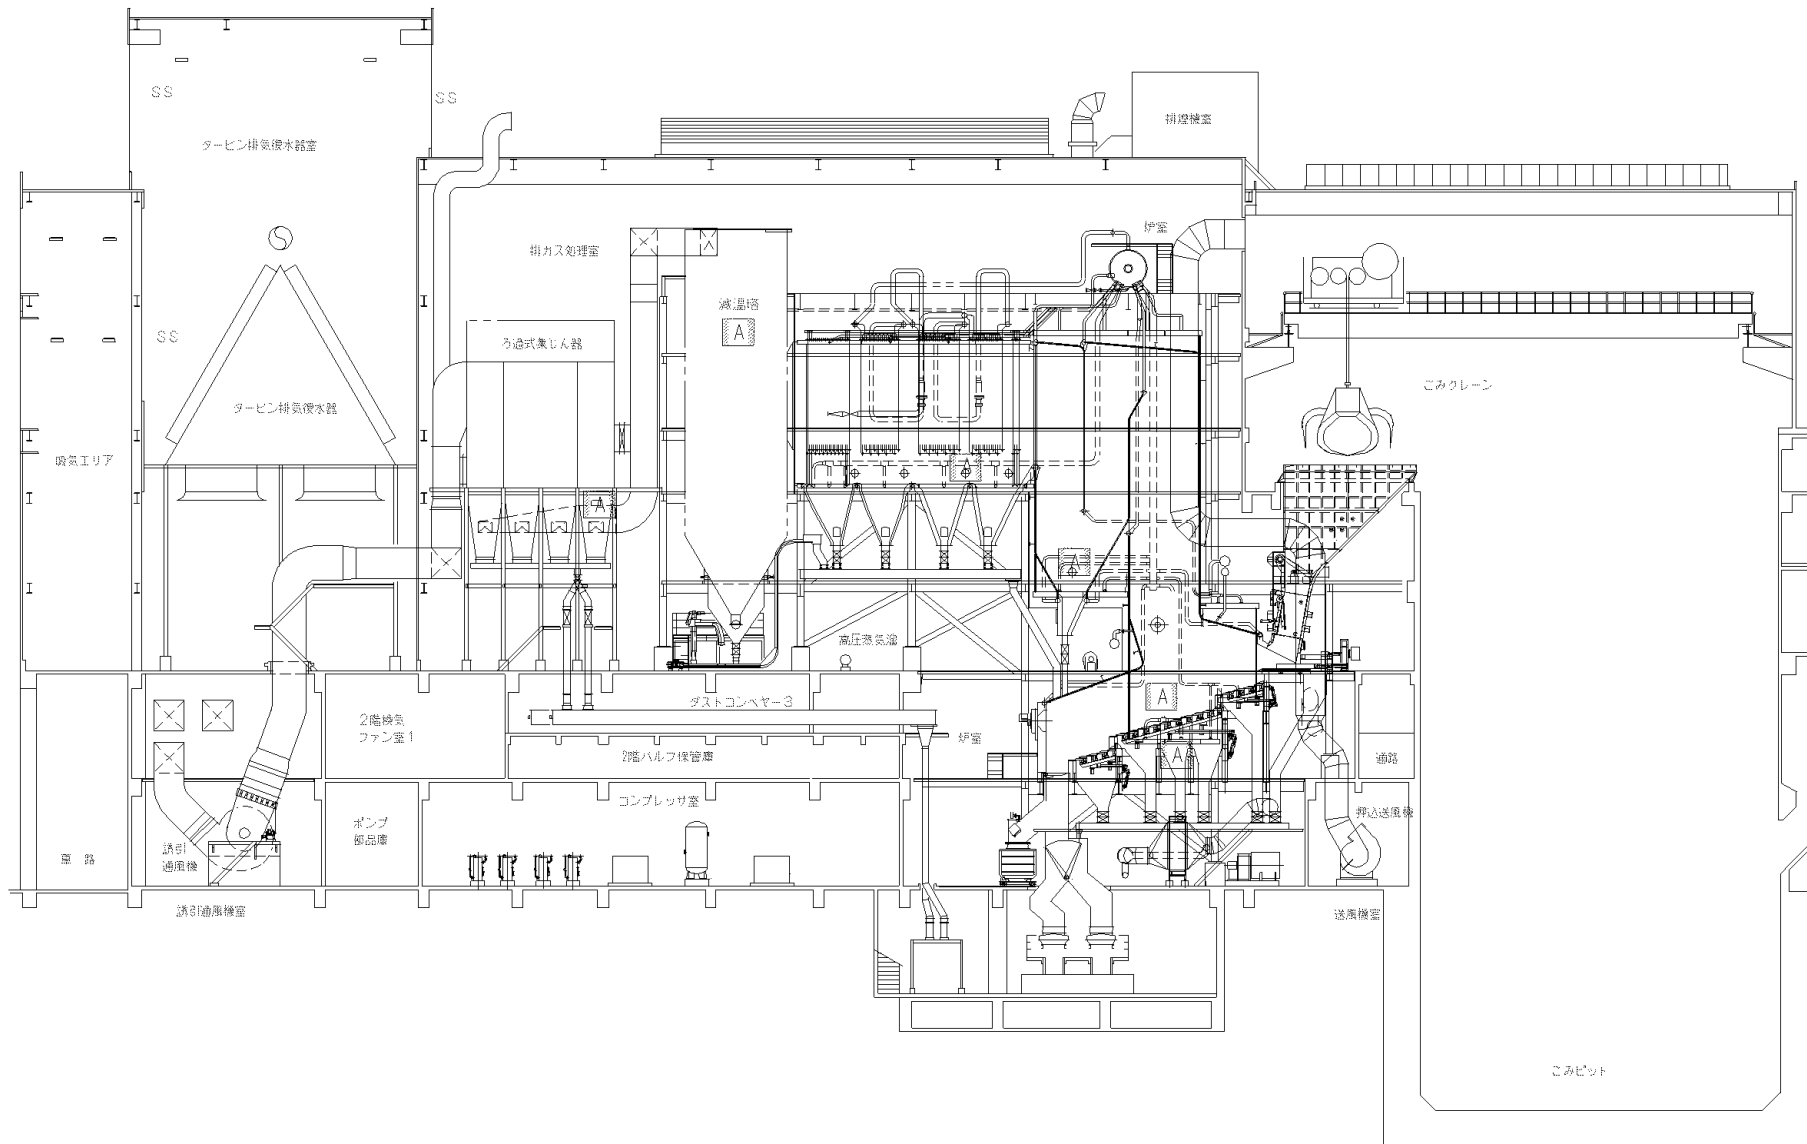 SS
SS
排煙機室
タービン排気復水器室
炉室
排ガス処理室
減温塔
A
SS
ろ過式集じん器
ごみクレーン
タービン排気復水器
吸気エリア
A
A
A
高圧蒸気溜
A
ダストコンベヤー3
2階換気
ファン室1
炉室
2階バルブ保管庫
A
通路
コンプレッサ室
押込送風機
ポンプ
部品庫
誘引
通風機
車 路
誘引通風機室
送風機室
ごみピット